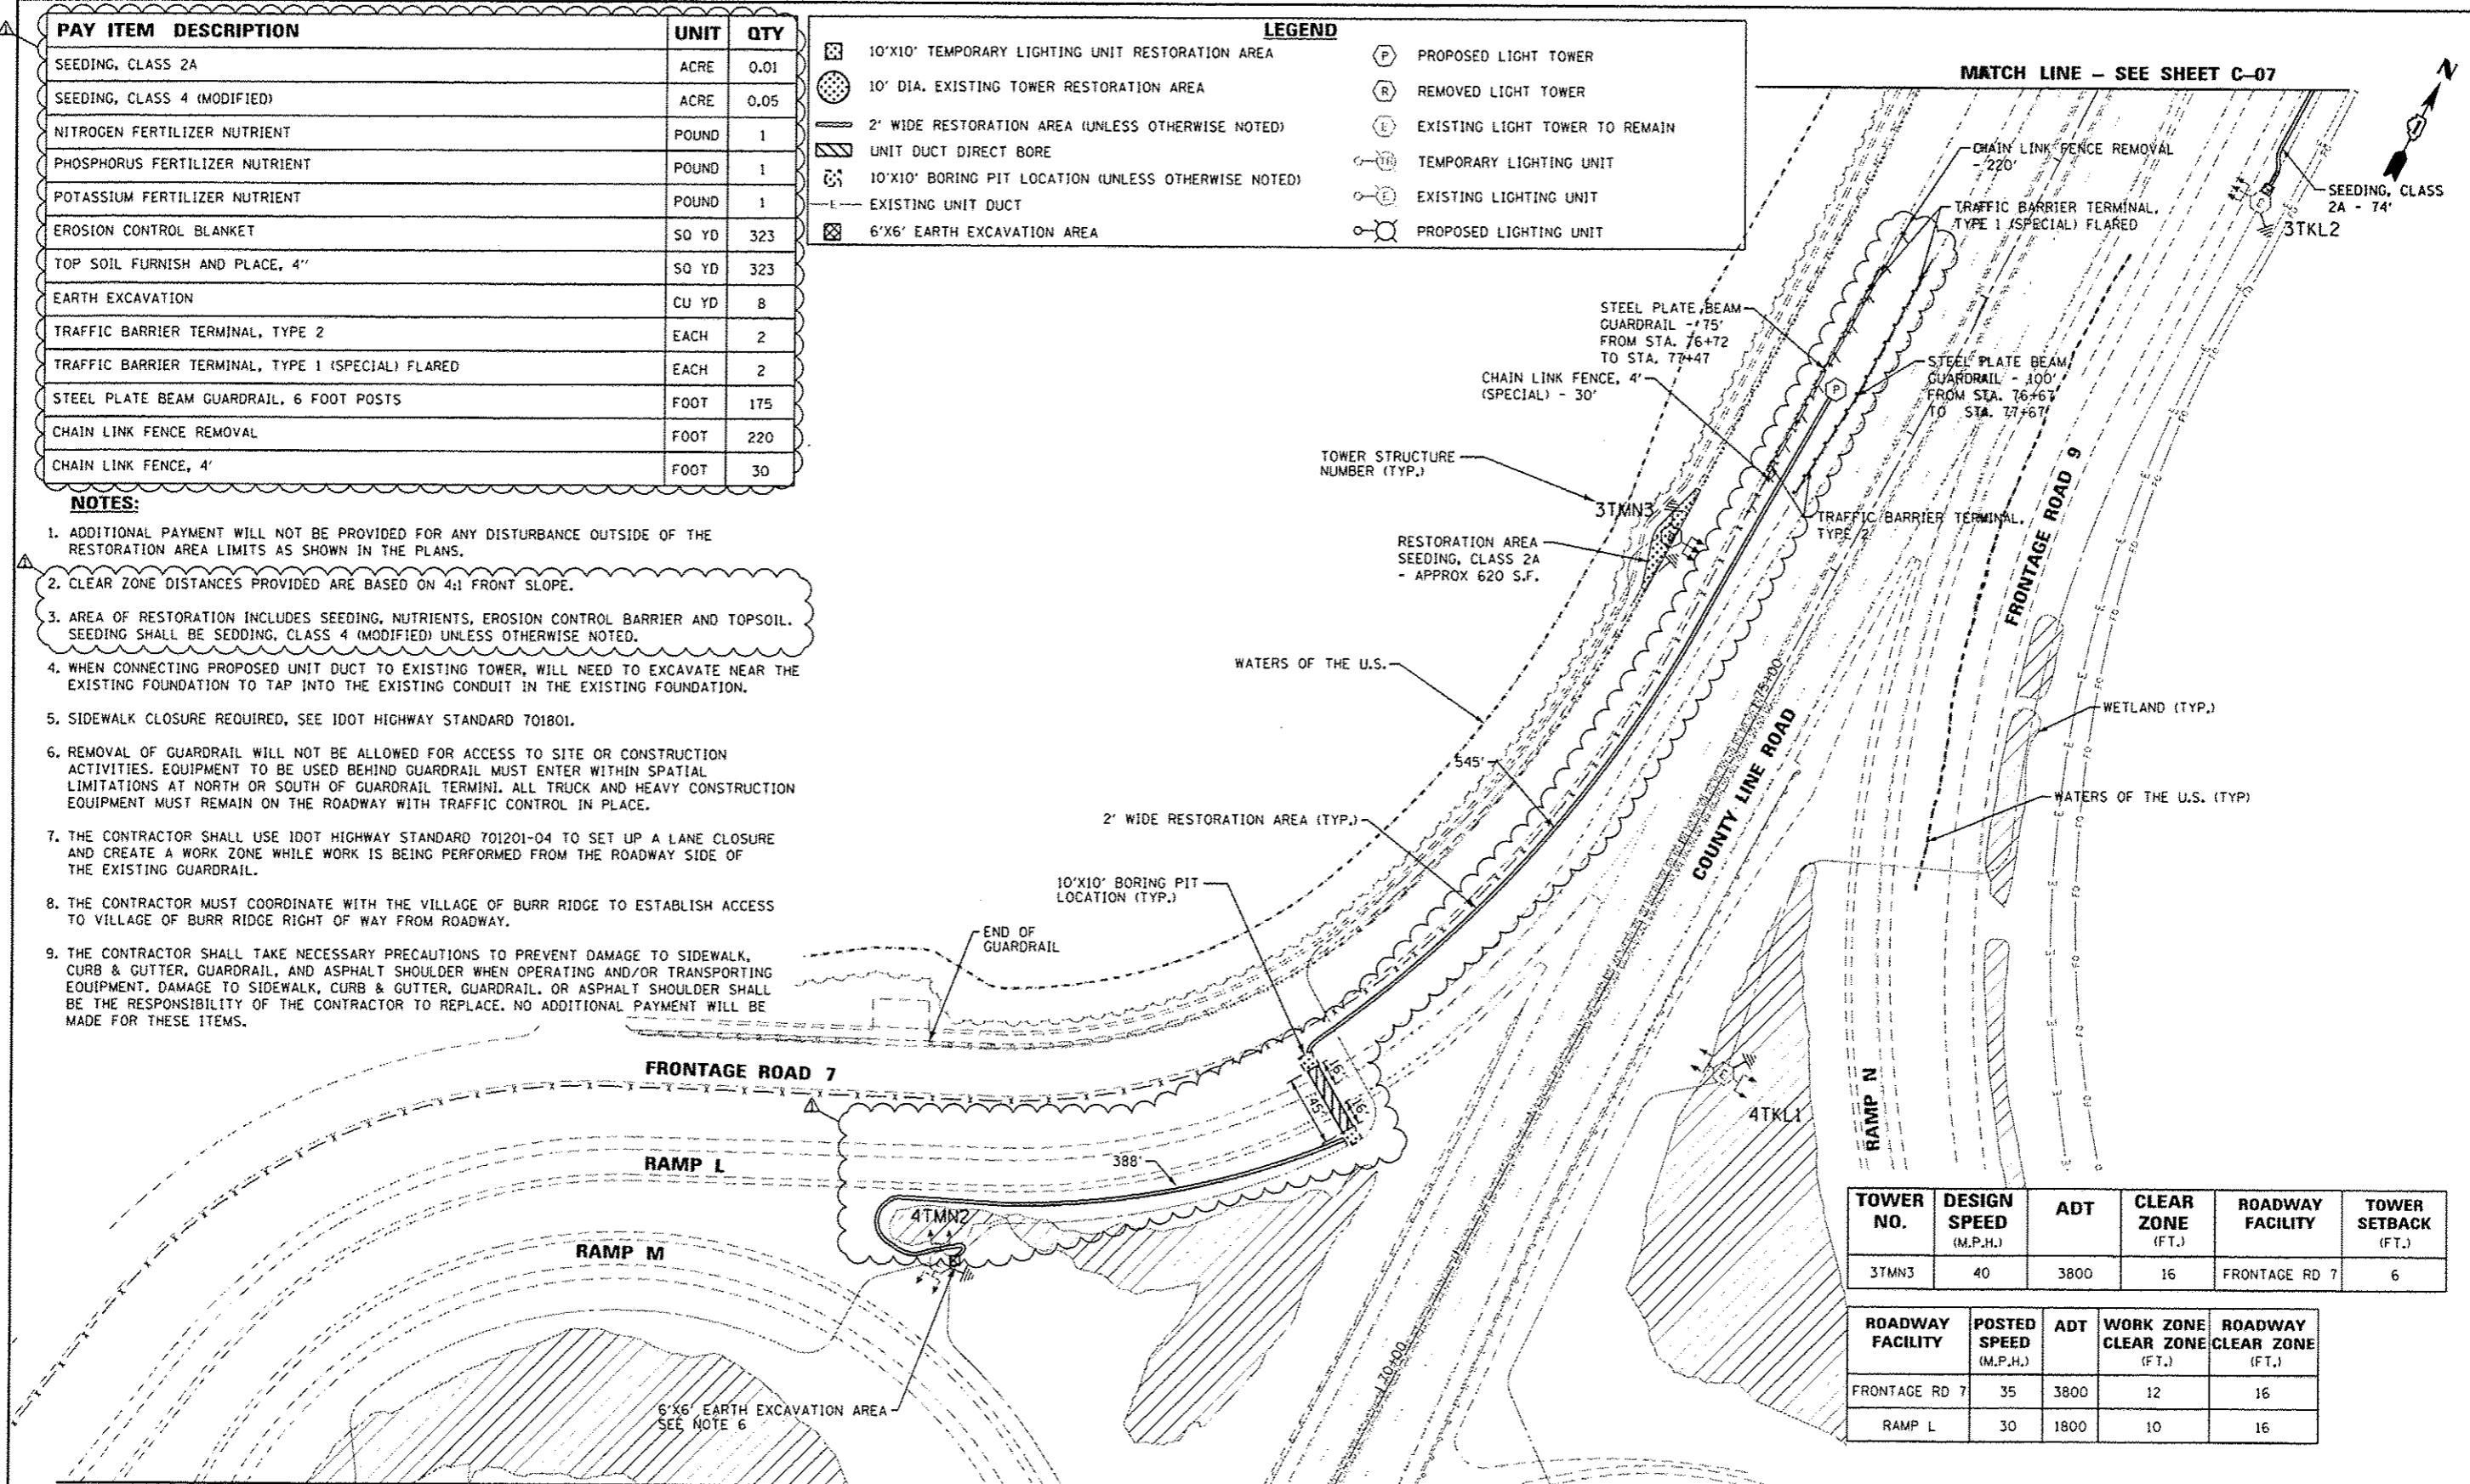 PAY ITEM DESCRIPTION UNIT QTY
SEEDING, CLASS 2A ACRE 0.01
SEEDING, CLASS 4 (MODIFIED) ACRE 0.05
NITROGEN FERTILIZER NUTRIENT POUND 1
PHOSPHORUS FERTILIZER NUTRIENT POUND 1
POTASSIUM FERTILIZER NUTRIENT POUND 1
EROSION CONTROL BLANKET SQ YD 323
TOP SOIL FURNISH AND PLACE, 4" SQ YD 323
EARTH EXCAVATION CU YD 8
TRAFFIC BARRIER TERMINAL, TYPE 2 EACH 2
TRAFFIC BARRIER TERMINAL, TYPE 1 (SPECIAL) FLARED EACH 2
STEEL PLATE BEAM GUARDRAIL, 6 FOOT POSTS FOOT 175
CHAIN LINK FENCE REMOVAL FOOT 220
CHAIN LINK FENCE, 4' FOOT 30
LEGEND
10'X10' TEMPORARY LIGHTING UNIT RESTORATION AREA
10' DIA. EXISTING TOWER RESTORATION AREA
2' WIDE RESTORATION AREA (UNLESS OTHERWISE NOTED)
UNIT DUCT DIRECT BORE
10'X10' BORING PIT LOCATION (UNLESS OTHERWISE NOTED)
E EXISTING UNIT DUCT
6'X6' EARTH EXCAVATION AREA
P PROPOSED LIGHT TOWER
R REMOVED LIGHT TOWER
E EXISTING LIGHT TOWER TO REMAIN
TR TEMPORARY LIGHTING UNIT
E EXISTING LIGHTING UNIT
PROPOSED LIGHTING UNIT
NOTES:
1. ADDITIONAL PAYMENT WILL NOT BE PROVIDED FOR ANY DISTURBANCE OUTSIDE OF THE
RESTORATION AREA LIMITS AS SHOWN IN THE PLANS.
2. CLEAR ZONE DISTANCES PROVIDED ARE BASED ON 4:1 FRONT SLOPE.
3. AREA OF RESTORATION INCLUDES SEEDING, NUTRIENTS, EROSION CONTROL BARRIER AND TOPSOIL.
SEEDING SHALL BE SEDDING, CLASS 4 (MODIFIED) UNLESS OTHERWISE NOTED.
4. WHEN CONNECTING PROPOSED UNIT DUCT TO EXISTING TOWER, WILL NEED TO EXCAVATE NEAR THE
EXISTING FOUNDATION TO TAP INTO THE EXISTING CONDUIT IN THE EXISTING FOUNDATION.
5. SIDEWALK CLOSURE REQUIRED, SEE IDOT HIGHWAY STANDARD 701801.
6. REMOVAL OF GUARDRAIL WILL NOT BE ALLOWED FOR ACCESS TO SITE OR CONSTRUCTION
ACTIVITIES. EQUIPMENT TO BE USED BEHIND GUARDRAIL MUST ENTER WITHIN SPATIAL
LIMITATIONS AT NORTH OR SOUTH OF GUARDRAIL TERMINI. ALL TRUCK AND HEAVY CONSTRUCTION
EQUIPMENT MUST REMAIN ON THE ROADWAY WITH TRAFFIC CONTROL IN PLACE.
7. THE CONTRACTOR SHALL USE IDOT HIGHWAY STANDARD 701201-04 TO SET UP A LANE CLOSURE
AND CREATE A WORK ZONE WHILE WORK IS BEING PERFORMED FROM THE ROADWAY SIDE OF
THE EXISTING GUARDRAIL.
8. THE CONTRACTOR MUST COORDINATE WITH THE VILLAGE OF BURR RIDGE TO ESTABLISH ACCESS
TO VILLAGE OF BURR RIDGE RIGHT OF WAY FROM ROADWAY.
9. THE CONTRACTOR SHALL TAKE NECESSARY PRECAUTIONS TO PREVENT DAMAGE TO SIDEWALK,
CURB & GUTTER, GUARDRAIL, AND ASPHALT SHOULDER WHEN OPERATING AND/OR TRANSPORTING
EQUIPMENT. DAMAGE TO SIDEWALK, CURB & GUTTER, GUARDRAIL, OR ASPHALT SHOULDER SHALL
BE THE RESPONSIBILITY OF THE CONTRACTOR TO REPLACE. NO ADDITIONAL PAYMENT WILL BE
MADE FOR THESE ITEMS.
MATCH LINE – SEE SHEET C-07
N
CHAIN LINK FENCE REMOVAL
- 220'
SEEDING, CLASS
2A - 74'
3TKL2
TRAFFIC BARRIER TERMINAL,
TYPE 1 (SPECIAL) FLARED
STEEL PLATE BEAM
GUARDRAIL - 75'
FROM STA. 76+72
TO STA. 77+47
P
STEEL PLATE BEAM
GUARDRAIL - 100'
FROM STA. 76+67
TO STA. 77+67
CHAIN LINK FENCE, 4'
(SPECIAL) - 30'
TOWER STRUCTURE
NUMBER (TYP.)
3TMN3
TRAFFIC BARRIER TERMINAL,
TYPE 2
RESTORATION AREA
SEEDING, CLASS 2A
- APPROX 620 S.F.
FRONTAGE ROAD 9
WATERS OF THE U.S.
75+00
WETLAND (TYP.)
545'
COUNTY LINE ROAD
WATERS OF THE U.S. (TYP)
2' WIDE RESTORATION AREA (TYP.)
10'X10' BORING PIT
LOCATION (TYP.)
END OF
GUARDRAIL
FRONTAGE ROAD 7
16'
45'
16'
E
4TKL1
RAMP N
RAMP L
388'
4TMN2
RAMP M
70+00
6'X6' EARTH EXCAVATION AREA
SEE NOTE 6
TOWER NO. DESIGN SPEED (M.P.H.) ADT CLEAR ZONE (FT.) ROADWAY FACILITY TOWER SETBACK (FT.)
3TMN3 40 3800 16 FRONTAGE RD 7 6
ROADWAY FACILITY POSTED SPEED (M.P.H.) ADT WORK ZONE CLEAR ZONE (FT.) ROADWAY CLEAR ZONE (FT.)
FRONTAGE RD 7 35 3800 12 16
RAMP L 30 1800 10 16